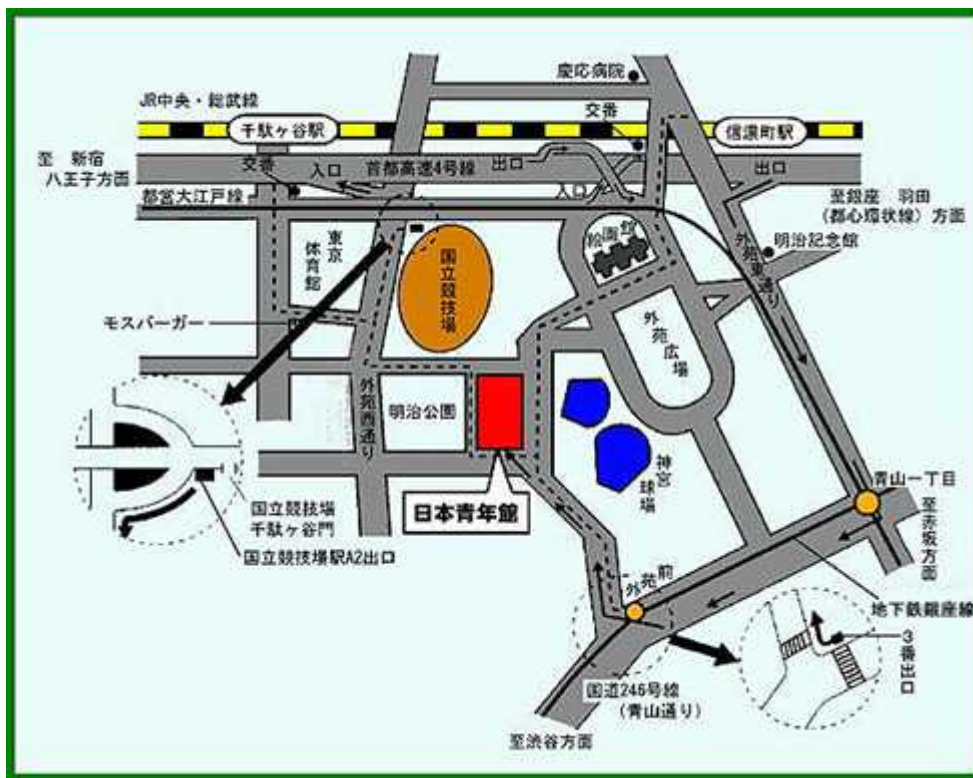 慶応病院
JR中央・総武線
交番
千駄ヶ谷駅
信濃町駅
至 新宿
八王子方面
交番
入口
首都高速4号線
出口
出口
都営大江戸線
入口
至銀座 羽田
(都心環状線)方面
絵画館
明治記念館
東京
体育館
国立競技場
外苑東通り
モスバーガー
外苑広場
外苑西通り
明治公園
神宮
球場
日本青年館
青山一丁目
至赤坂方面
国立競技場
千駄ヶ谷門
国立競技場駅A2出口
外苑前
地下鉄銀座線
3番出口
国道246号線
(青山通り)
至渋谷方面